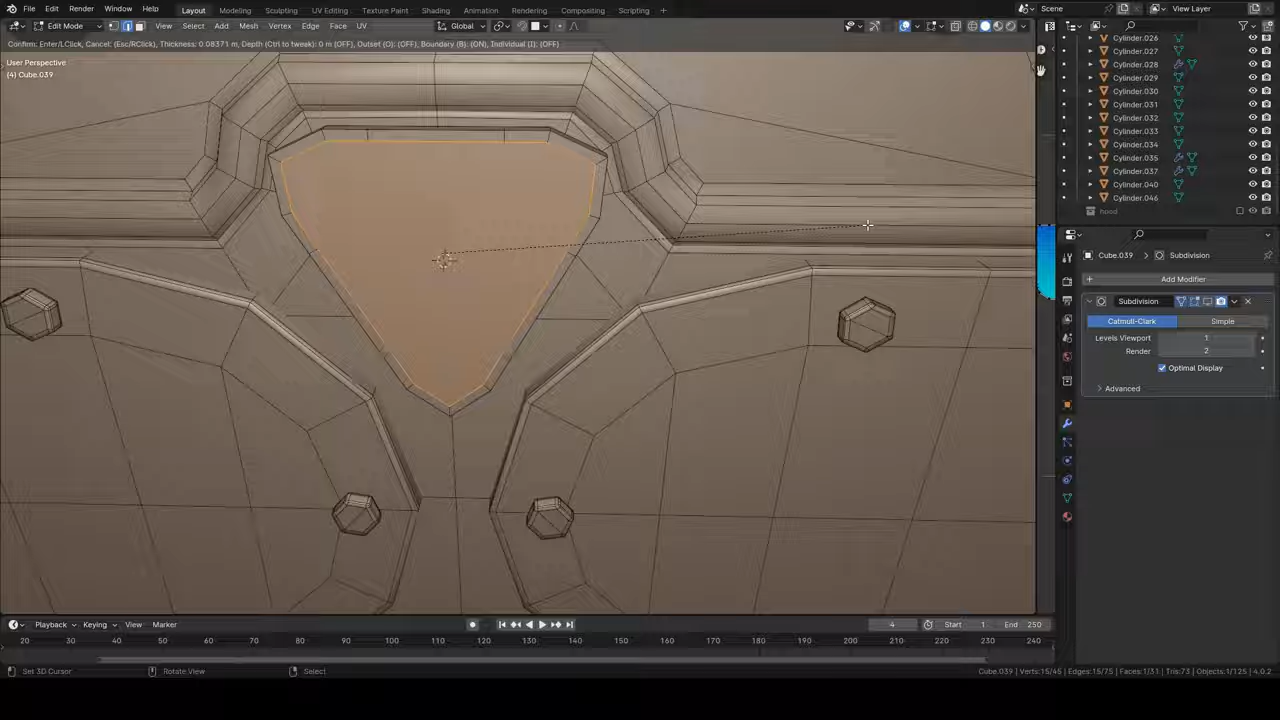 File Edit Render Window Help Layout Modeling Sculpting UV Editing Texture Paint Shading Animation Rendering Compositing Geometry Nodes Scripting + Scene View Layer
Edit Mode View Select Add Mesh Vertex Edge Face UV Global
Confirm: Enter/LClick, Cancel: (Esc/RClick), Thickness: 0.08371 m, Depth (Ctrl to tweak): 0 m (OFF), Outset (O): (OFF), Boundary (B): (ON), Individual (I): (OFF)
User Perspective
(4) Cube.039
Cylinder.026
Cylinder.027
Cylinder.028
Cylinder.029
Cylinder.030
Cylinder.031
Cylinder.032
Cylinder.033
Cylinder.034
Cylinder.035
Cylinder.037
Cylinder.040
Cylinder.046
hood
Cube.039 > Subdivision
+ Add Modifier
Subdivision
Catmull-Clark Simple
Levels Viewport 1
Render 2
Optimal Display
Advanced
Playback Keying View Marker 4 Start 1 End 250
20 30 40 50 60 70 80 90 100 110 120 130 140 150 160 170 180 190 200 210 220 230 240
Set 3D Cursor Rotate View Select Cube.039 | Verts:15/45 | Edges:15/75 | Faces:1/31 | Tris:73 | Objects:1/125 | 4.0.2